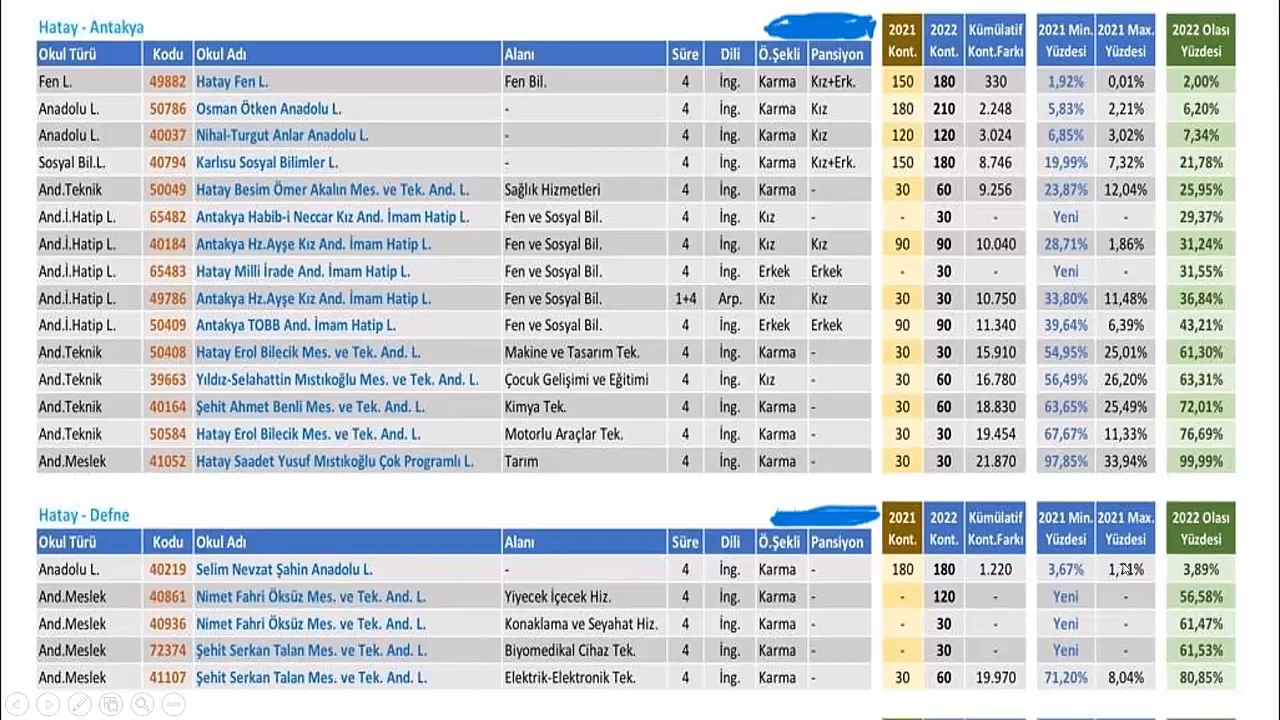 Hatay - Antakya
Okul Türü Kodu Okul Adı Alanı Süre Dili Ö.Şekli Pansiyon 2021 Kont. 2022 Kont. Kümülatif Kont.Farkı 2021 Min. Yüzdesi 2021 Max. Yüzdesi 2022 Olası Yüzdesi
Fen L. 49882 Hatay Fen L. Fen Bil. 4 İng. Karma Kız+Erk. 150 180 330 1,92% 0,01% 2,00%
Anadolu L. 50786 Osman Ötken Anadolu L. - 4 İng. Karma Kız 180 210 2.248 5,83% 2,21% 6,20%
Anadolu L. 40037 Nihal-Turgut Anlar Anadolu L. - 4 İng. Karma Kız 120 120 3.024 6,85% 3,02% 7,34%
Sosyal Bil.L. 40794 Karlısu Sosyal Bilimler L. - 4 İng. Karma Kız+Erk. 150 180 8.746 19,99% 7,32% 21,78%
And.Teknik 50049 Hatay Besim Ömer Akalın Mes. ve Tek. And. L. Sağlık Hizmetleri 4 İng. Karma - 30 60 9.256 23,87% 12,04% 25,95%
And.İ.Hatip L. 65482 Antakya Habib-i Neccar Kız And. İmam Hatip L. Fen ve Sosyal Bil. 4 İng. Kız - - 30 - Yeni - 29,37%
And.İ.Hatip L. 40184 Antakya Hz.Ayşe Kız And. İmam Hatip L. Fen ve Sosyal Bil. 4 İng. Kız Kız 90 90 10.040 28,71% 1,86% 31,24%
And.İ.Hatip L. 65483 Hatay Milli İrade And. İmam Hatip L. Fen ve Sosyal Bil. 4 İng. Erkek Erkek - 30 - Yeni - 31,55%
And.İ.Hatip L. 49786 Antakya Hz.Ayşe Kız And. İmam Hatip L. Fen ve Sosyal Bil. 1+4 Arp. Kız Kız 30 30 10.750 33,80% 11,48% 36,84%
And.İ.Hatip L. 50409 Antakya TOBB And. İmam Hatip L. Fen ve Sosyal Bil. 4 İng. Erkek Erkek 90 90 11.340 39,64% 6,39% 43,21%
And.Teknik 50408 Hatay Erol Bilecik Mes. ve Tek. And. L. Makine ve Tasarım Tek. 4 İng. Karma - 30 30 15.910 54,95% 25,01% 61,30%
And.Teknik 39663 Yıldız-Selahattin Mıstıkoğlu Mes. ve Tek. And. L. Çocuk Gelişimi ve Eğitimi 4 İng. Kız - 30 60 16.780 56,49% 26,20% 63,31%
And.Teknik 40164 Şehit Ahmet Benli Mes. ve Tek. And. L. Kimya Tek. 4 İng. Karma - 30 60 18.830 63,65% 25,49% 72,01%
And.Teknik 50584 Hatay Erol Bilecik Mes. ve Tek. And. L. Motorlu Araçlar Tek. 4 İng. Karma - 30 30 19.454 67,67% 11,33% 76,69%
And.Meslek 41052 Hatay Saadet Yusuf Mıstıkoğlu Çok Programlı L. Tarım 4 İng. Karma - 30 30 21.870 97,85% 33,94% 99,99%
Hatay - Defne
Okul Türü Kodu Okul Adı Alanı Süre Dili Ö.Şekli Pansiyon 2021 Kont. 2022 Kont. Kümülatif Kont.Farkı 2021 Min. Yüzdesi 2021 Max. Yüzdesi 2022 Olası Yüzdesi
Anadolu L. 40219 Selim Nevzat Şahin Anadolu L. - 4 İng. Karma - 180 180 1.220 3,67% 3,89%
And.Meslek 40861 Nimet Fahri Öksüz Mes. ve Tek. And. L. Yiyecek İçecek Hiz. 4 İng. Karma - - 120 - Yeni - 56,58%
And.Meslek 40936 Nimet Fahri Öksüz Mes. ve Tek. And. L. Konaklama ve Seyahat Hiz. 4 İng. Karma - - 30 - Yeni - 61,47%
And.Meslek 72374 Şehit Serkan Talan Mes. ve Tek. And. L. Biyomedikal Cihaz Tek. 4 İng. Karma - - 30 - Yeni - 61,53%
And.Meslek 41107 Şehit Serkan Talan Mes. ve Tek. And. L. Elektrik-Elektronik Tek. 4 İng. Karma - 30 60 19.970 71,20% 8,04% 80,85%